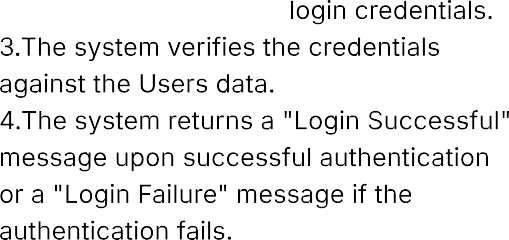 login credentials.
3.The system verifies the credentials
against the Users data.
4.The system returns a "Login Successful"
message upon successful authentication
or a "Login Failure" message if the
authentication fails.